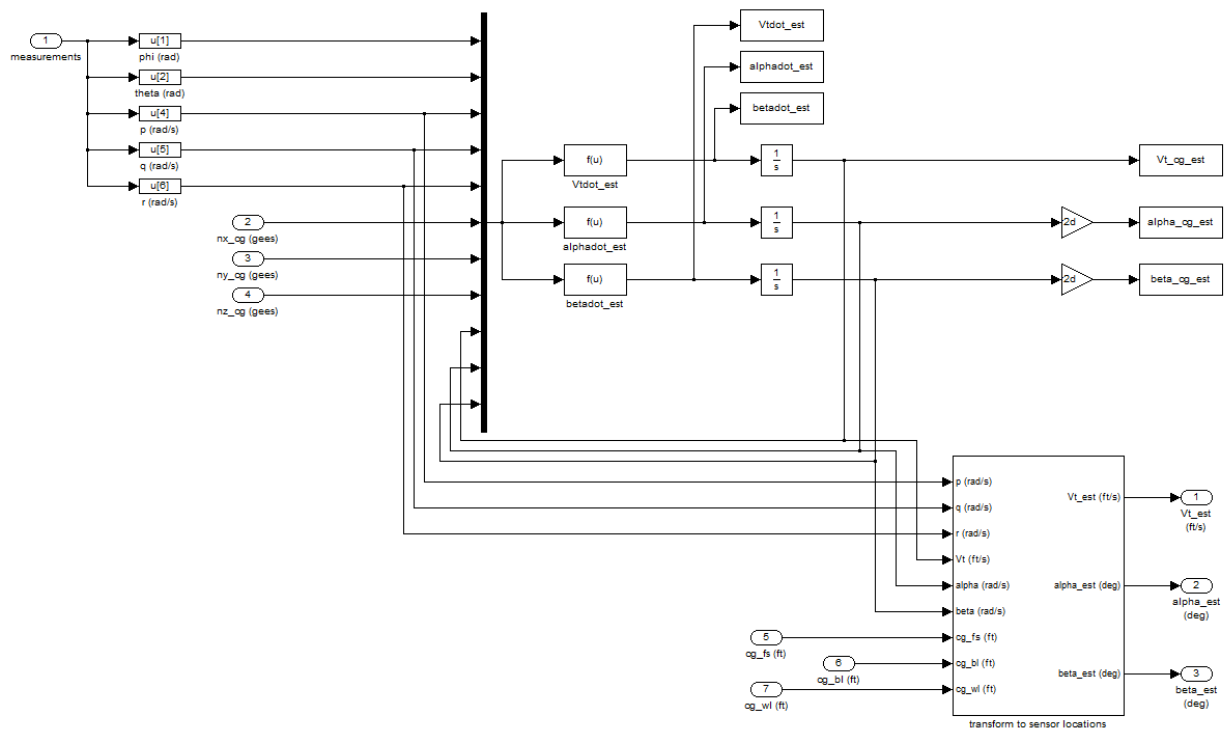 1
measurements
u[1]
phi (rad)
u[2]
theta (rad)
u[4]
p (rad/s)
u[5]
q (rad/s)
u[6]
r (rad/s)
2
nx_cg (gees)
3
ny_cg (gees)
4
nz_cg (gees)
Vtdot_est
alphadot_est
betadot_est
f(u)
Vtdot_est
f(u)
alphadot_est
f(u)
betadot_est
1
s
1
s
1
s
2d
2d
Vt_cg_est
alpha_cg_est
beta_cg_est
p (rad/s)
q (rad/s)
r (rad/s)
Vt (ft/s)
alpha (rad/s)
beta (rad/s)
cg_fs (ft)
cg_bl (ft)
cg_wl (ft)
Vt_est (ft/s)
alpha_est (deg)
beta_est (deg)
transform to sensor locations
5
cg_fs (ft)
6
cg_bl (ft)
7
cg_wl (ft)
1
Vt_est
(ft/s)
2
alpha_est
(deg)
3
beta_est
(deg)